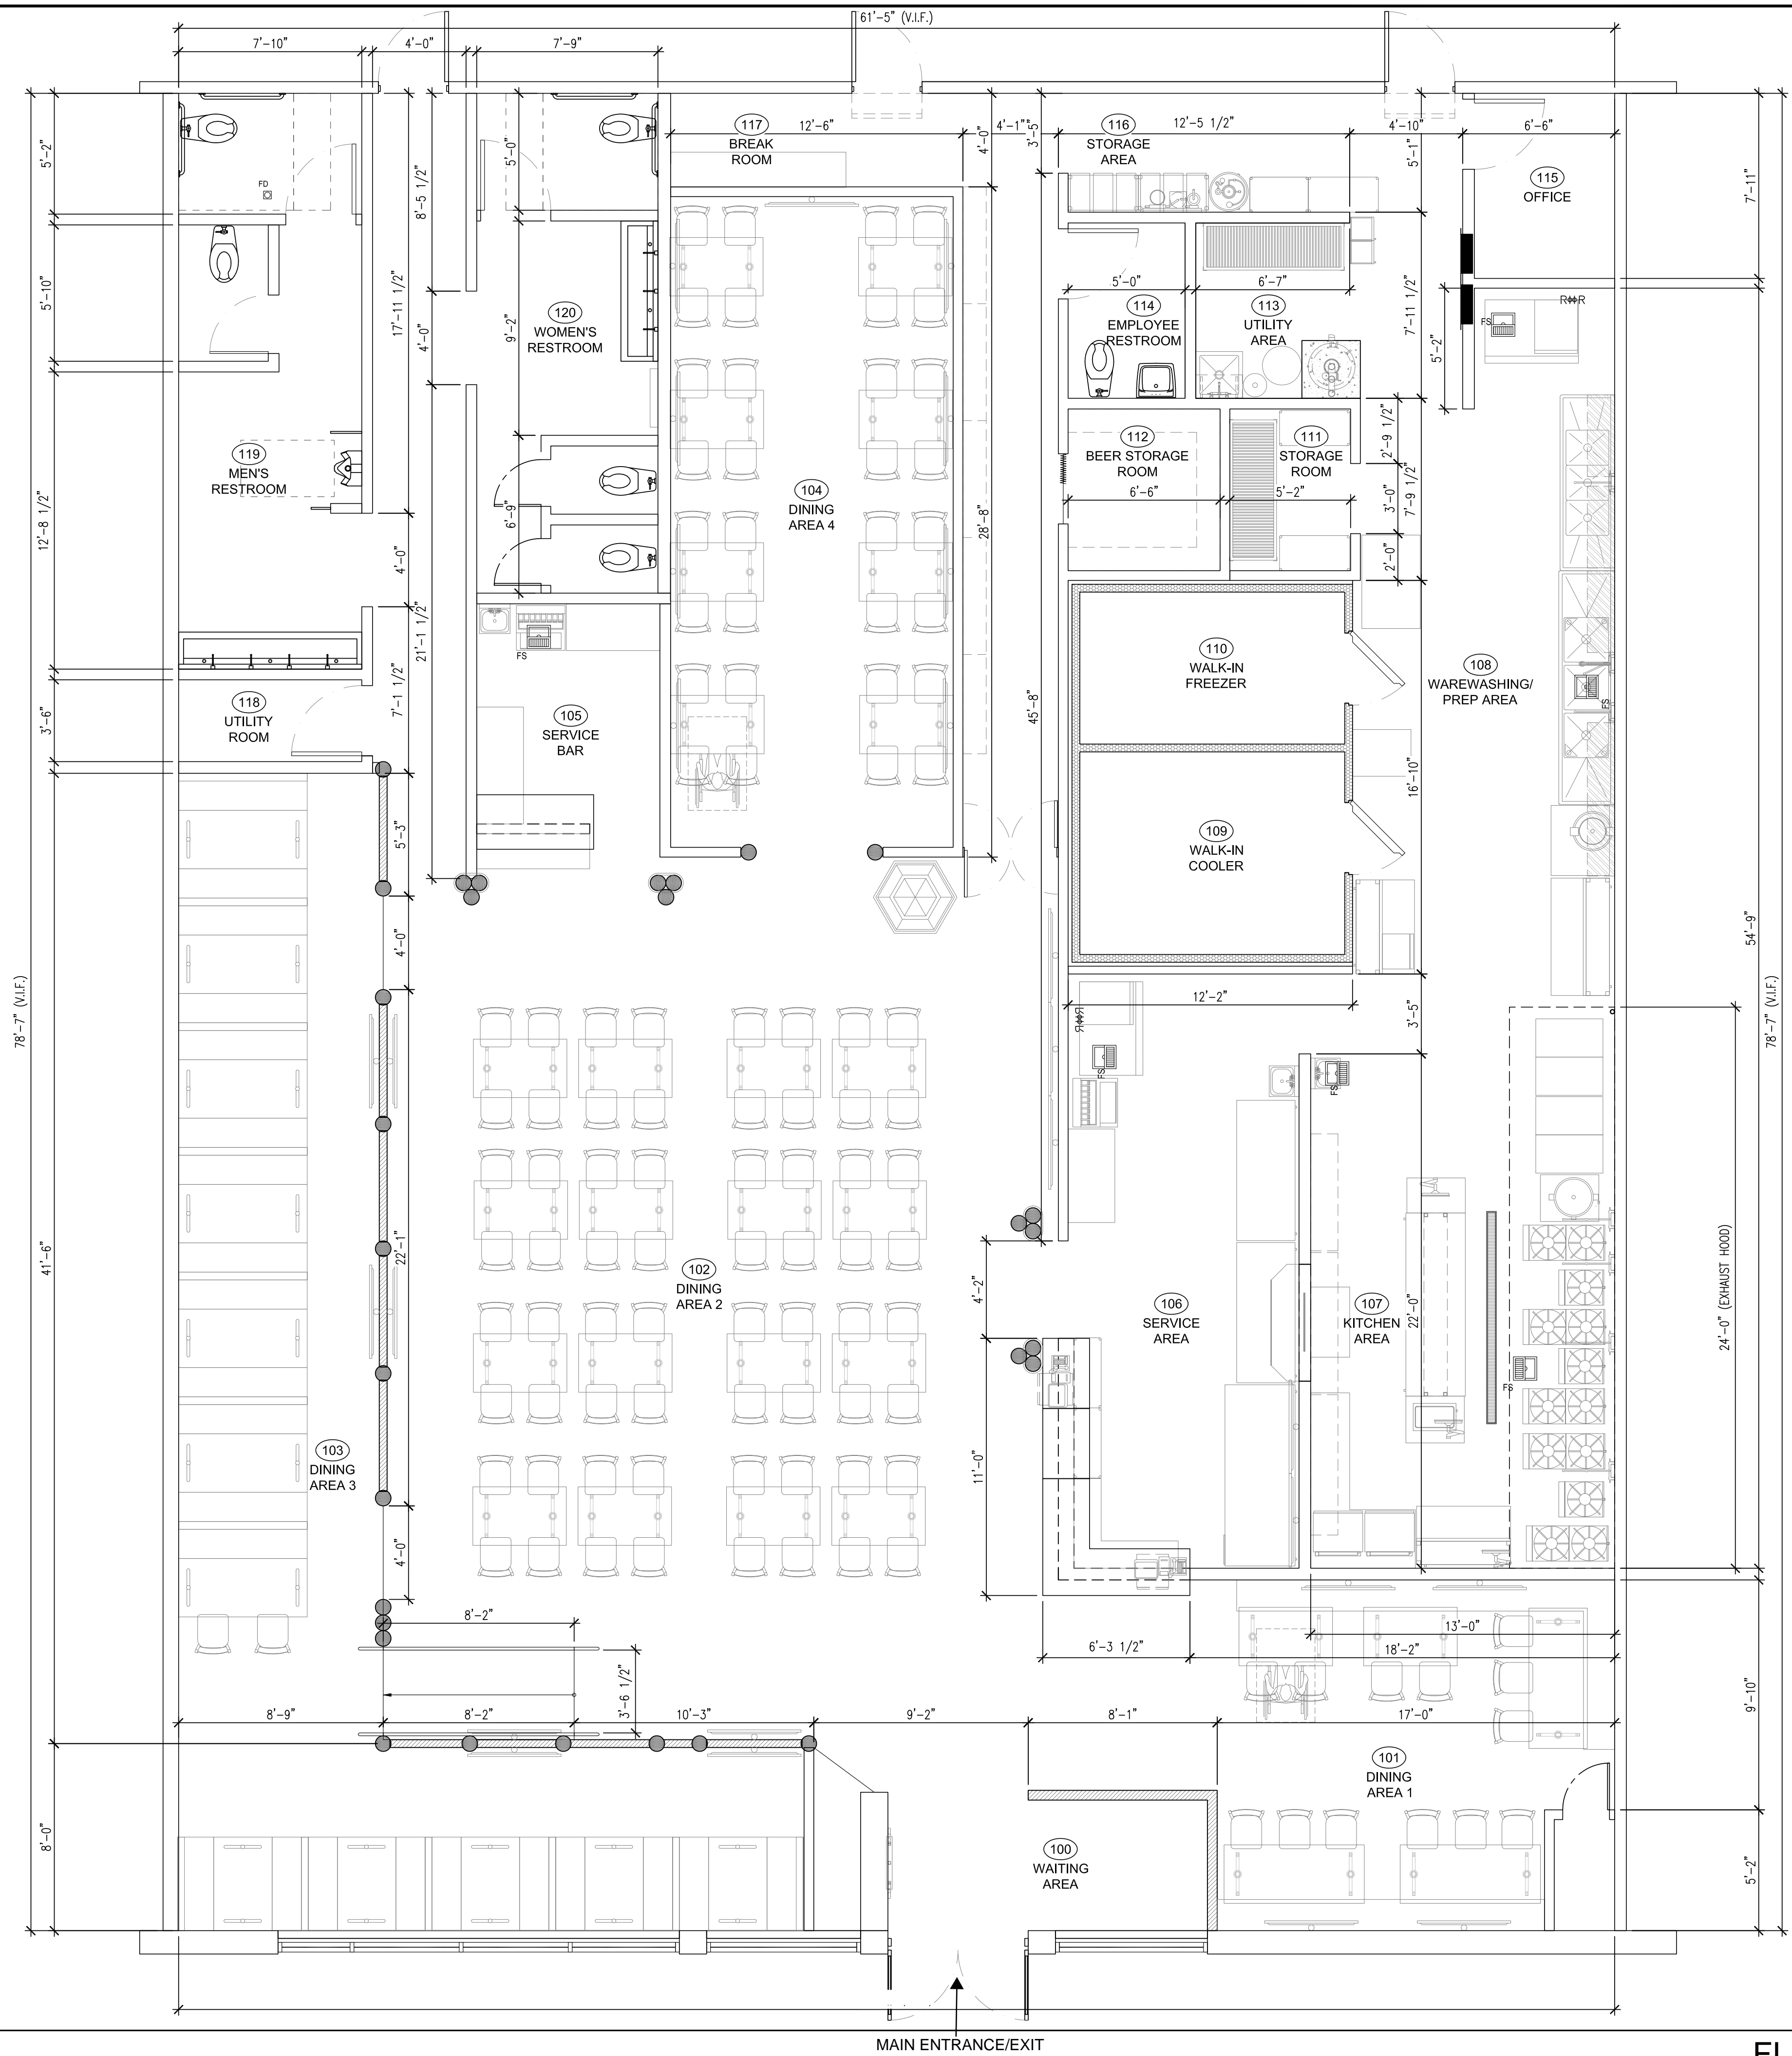 61'-5" (V.I.F.)
7'-10"
4'-0"
7'-9"
117
BREAK
ROOM
12'-6"
4'-0"
4'-1"
3'-5"
116
STORAGE
AREA
12'-5 1/2"
5'-1"
4'-10"
6'-6"
115
OFFICE
7'-11"
5'-2"
FD
8'-5 1/2"
5'-0"
5'-10"
17'-11 1/2"
4'-0"
9'-2"
120
WOMEN'S
RESTROOM
5'-0"
6'-7"
114
EMPLOYEE
RESTROOM
113
UTILITY
AREA
7'-11 1/2"
5'-2"
FS
R R
119
MEN'S
RESTROOM
12'-8 1/2"
6'-9"
4'-0"
104
DINING
AREA 4
28'-8"
112
BEER STORAGE
ROOM
6'-6"
111
STORAGE
ROOM
5'-2"
2'-9 1/2"
3'-0"
7'-9 1/2"
2'-0"
21'-1 1/2"
FS
7'-1 1/2"
3'-6"
118
UTILITY
ROOM
105
SERVICE
BAR
45'-8"
110
WALK-IN
FREEZER
108
WAREWASHING/
PREP AREA
FS
16'-10"
5'-3"
109
WALK-IN
COOLER
4'-0"
54'-9"
78'-7" (V.I.F.)
78'-7" (V.I.F.)
12'-2"
3'-5"
R R
FS
FS
41'-6"
22'-1"
102
DINING
AREA 2
4'-2"
106
SERVICE
AREA
107
KITCHEN
AREA
22'-0"
24'-0" (EXHAUST HOOD)
FS
103
DINING
AREA 3
11'-0"
4'-0"
8'-2"
3'-6 1/2"
6'-3 1/2"
13'-0"
18'-2"
8'-9"
8'-2"
10'-3"
9'-2"
8'-1"
17'-0"
9'-10"
101
DINING
AREA 1
8'-0"
100
WAITING
AREA
5'-2"
MAIN ENTRANCE/EXIT